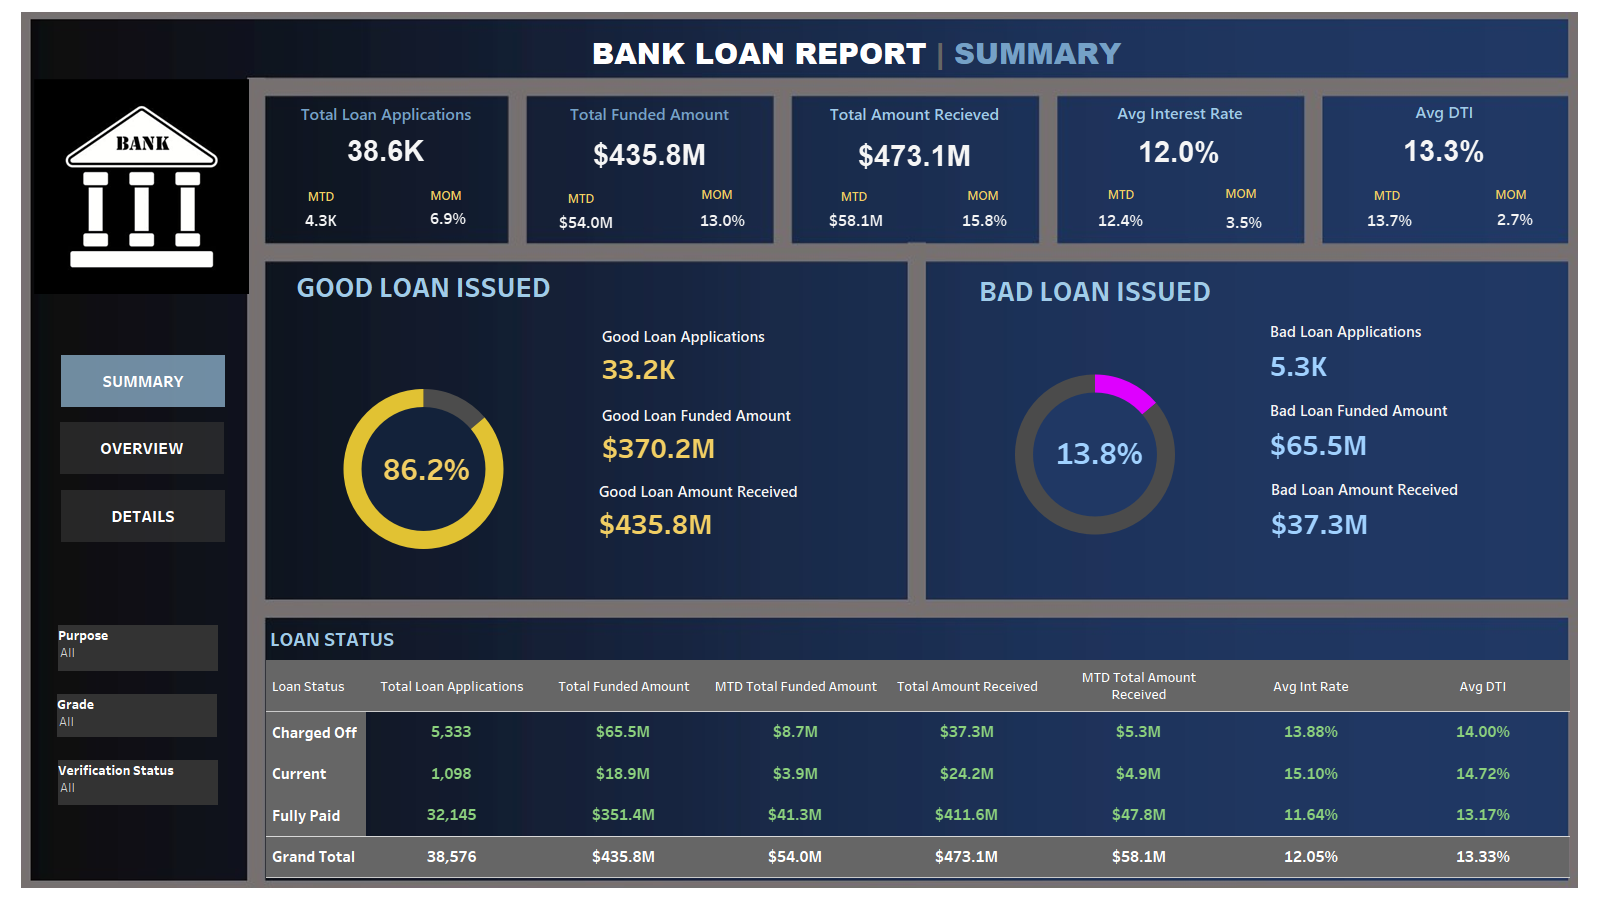 BANK LOAN REPORT | SUMMARY
BANK
Total Loan Applications
38.6K
MTD MOM
4.3K 6.9%
Total Funded Amount
$435.8M
MTD MOM
$54.0M 13.0%
Total Amount Recieved
$473.1M
MTD MOM
$58.1M 15.8%
Avg Interest Rate
12.0%
MTD MOM
12.4% 3.5%
Avg DTI
13.3%
MTD MOM
13.7% 2.7%
SUMMARY
OVERVIEW
DETAILS
Purpose
All
Grade
All
Verification Status
All
GOOD LOAN ISSUED
86.2%
Good Loan Applications
33.2K
Good Loan Funded Amount
$370.2M
Good Loan Amount Received
$435.8M
BAD LOAN ISSUED
13.8%
Bad Loan Applications
5.3K
Bad Loan Funded Amount
$65.5M
Bad Loan Amount Received
$37.3M
LOAN STATUS
Loan Status Total Loan Applications Total Funded Amount MTD Total Funded Amount Total Amount Received MTD Total Amount Received Avg Int Rate Avg DTI
Charged Off 5,333 $65.5M $8.7M $37.3M $5.3M 13.88% 14.00%
Current 1,098 $18.9M $3.9M $24.2M $4.9M 15.10% 14.72%
Fully Paid 32,145 $351.4M $41.3M $411.6M $47.8M 11.64% 13.17%
Grand Total 38,576 $435.8M $54.0M $473.1M $58.1M 12.05% 13.33%